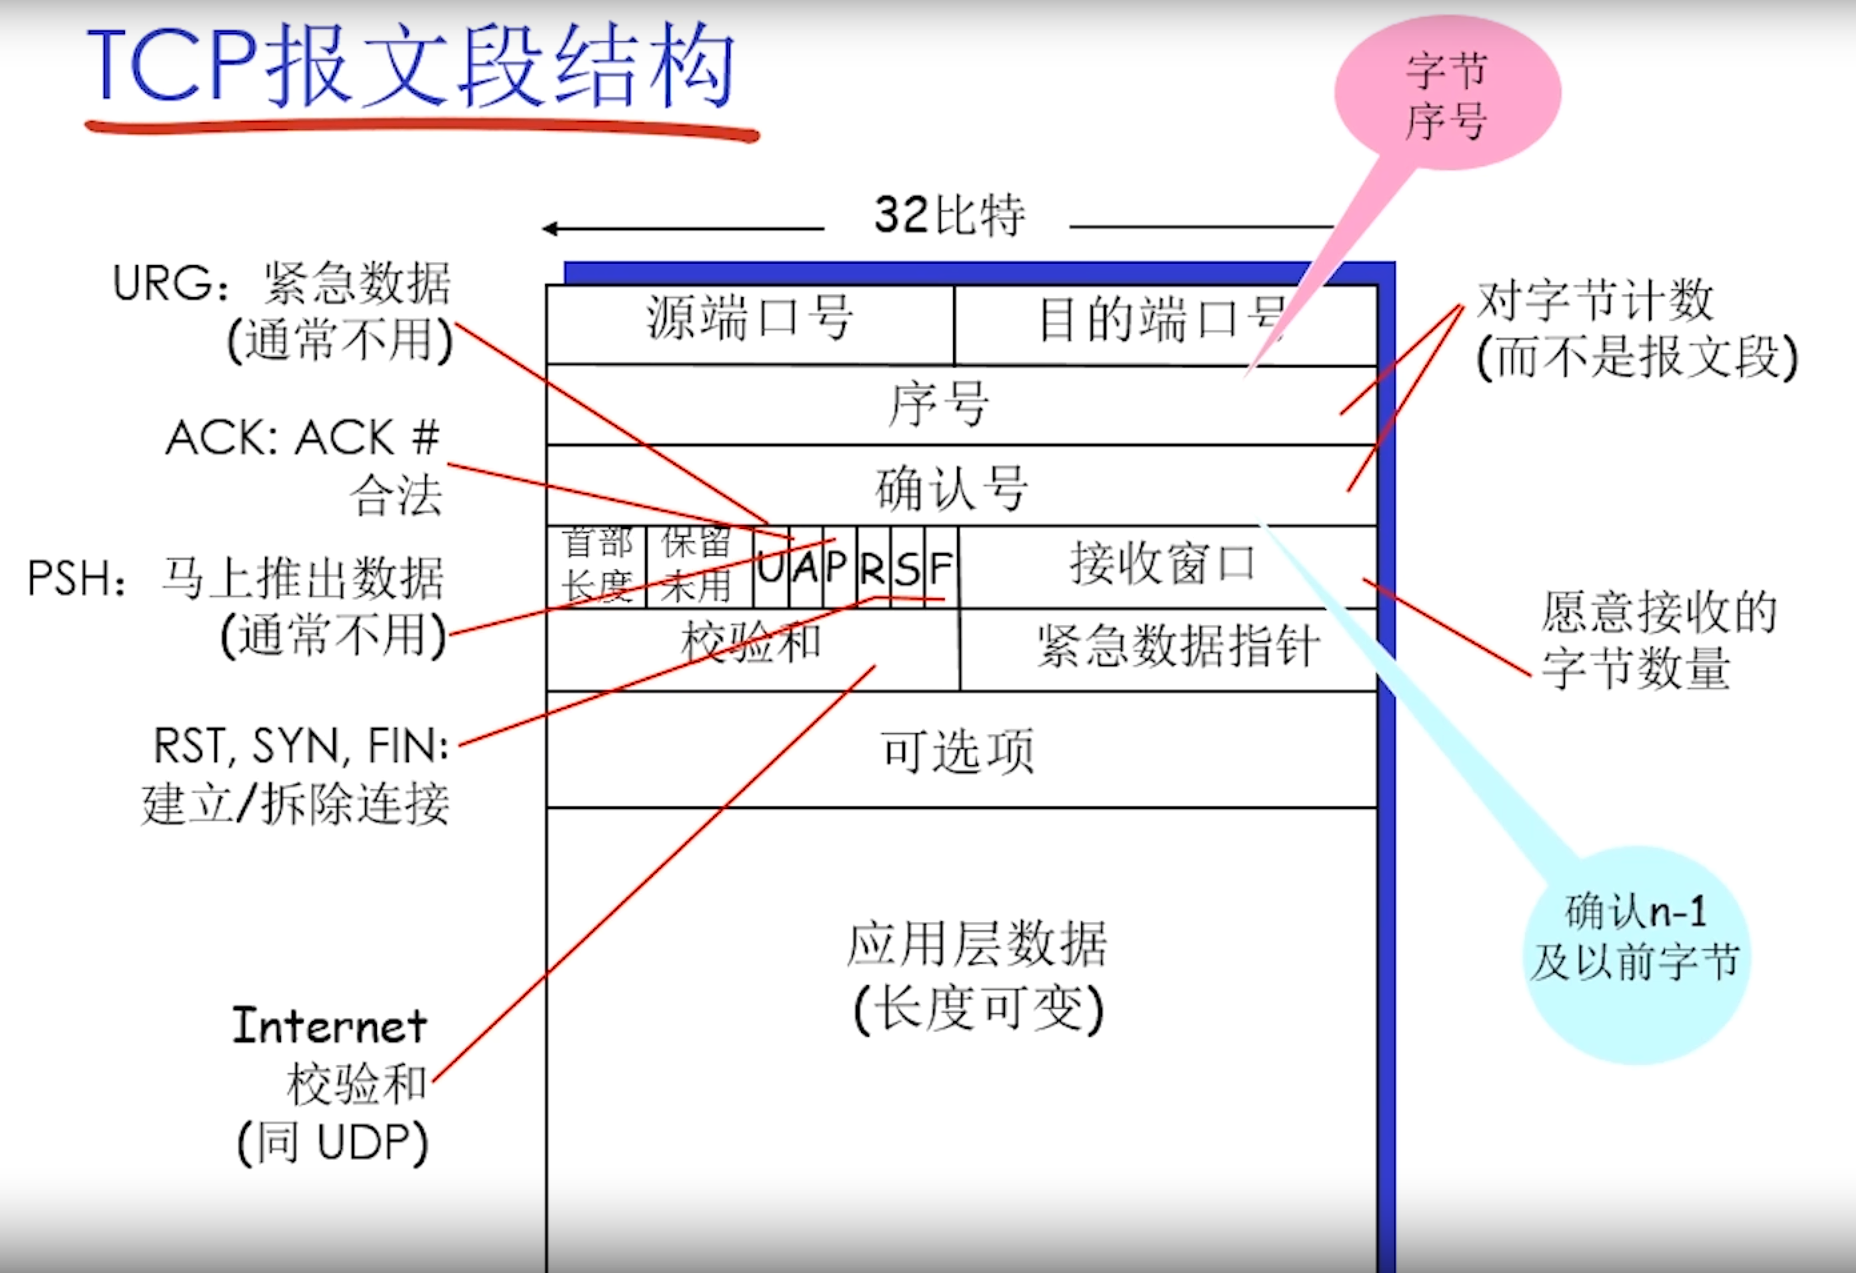 TCP报文段结构
字节
序号
32比特
URG：紧急数据
(通常不用)
源端口号
目的端口号
对字节计数
(而不是报文段)
序号
ACK: ACK #
合法
确认号
首部
长度
保留
未用
U
A
P
R
S
F
接收窗口
PSH：马上推出数据
(通常不用)
校验和
紧急数据指针
愿意接收的
字节数量
RST, SYN, FIN:
建立/拆除连接
可选项
应用层数据
(长度可变)
确认n-1
及以前字节
Internet
校验和
(同 UDP)